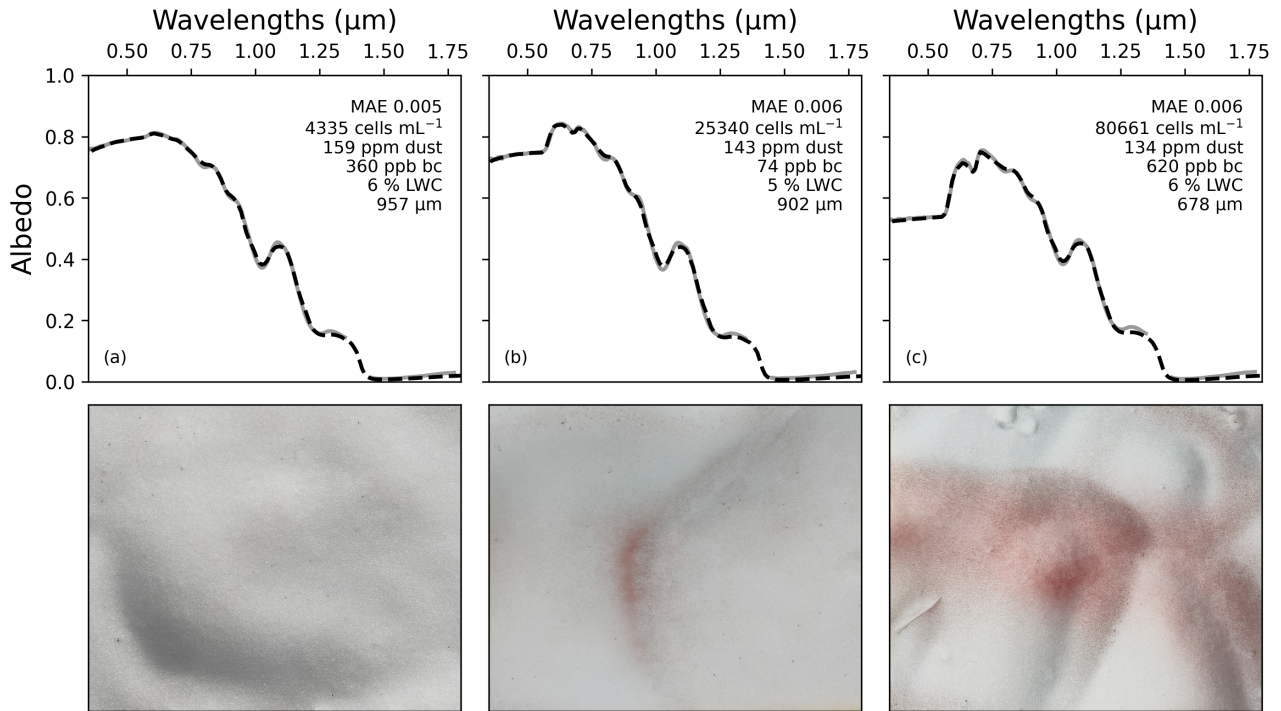 Wavelengths (µm) Wavelengths (µm) Wavelengths (µm)
0.50 0.75 1.00 1.25 1.50 1.75 0.50 0.75 1.00 1.25 1.50 1.75 0.50 0.75 1.00 1.25 1.50 1.75
Albedo
1.0
0.8
0.6
0.4
0.2
0.0
MAE 0.005
4335 cells mL⁻¹
159 ppm dust
360 ppb bc
6 % LWC
957 µm
(a)
MAE 0.006
25340 cells mL⁻¹
143 ppm dust
74 ppb bc
5 % LWC
902 µm
(b)
MAE 0.006
80661 cells mL⁻¹
134 ppm dust
620 ppb bc
6 % LWC
678 µm
(c)